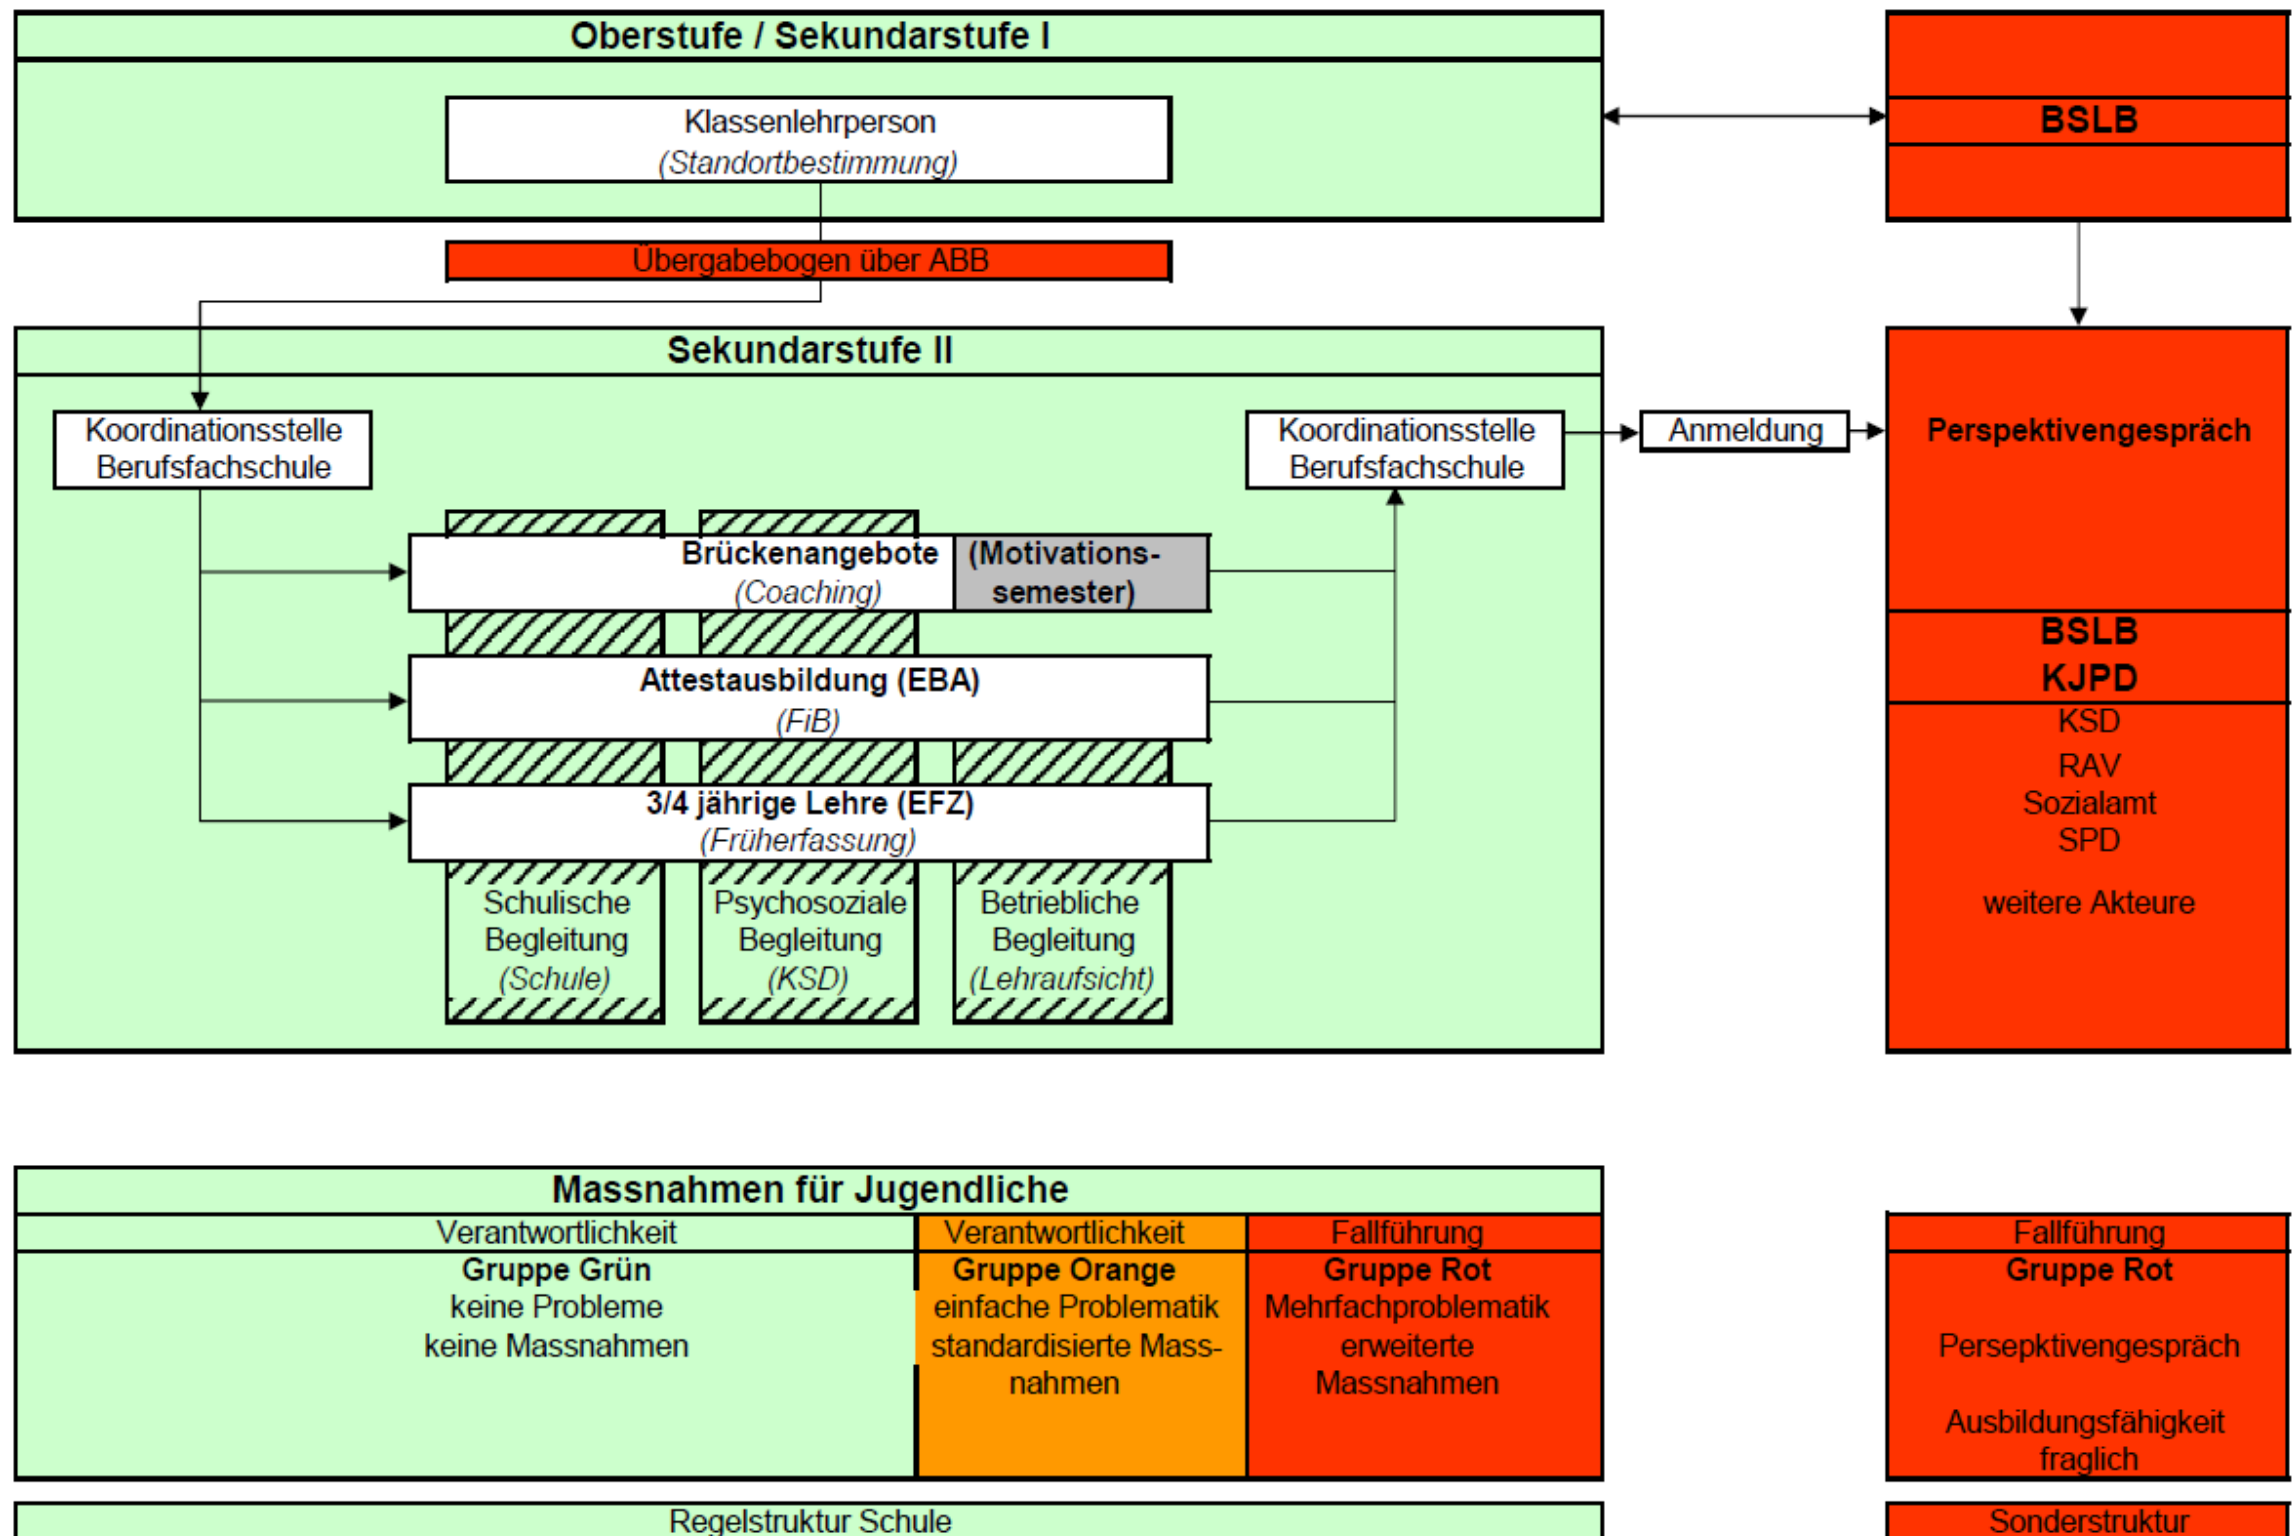 Oberstufe / Sekundarstufe I
Klassenlehrperson
(Standortbestimmung)
BSLB
Übergabebogen über ABB
Sekundarstufe II
Koordinationsstelle
Berufsfachschule
Koordinationsstelle
Berufsfachschule
Anmeldung
Perspektivengespräch
Brückenangebote
(Coaching)
(Motivations-
semester)
Attestausbildung (EBA)
(FiB)
3/4 jährige Lehre (EFZ)
(Früherfassung)
Schulische
Begleitung
(Schule)
Psychosoziale
Begleitung
(KSD)
Betriebliche
Begleitung
(Lehraufsicht)
BSLB
KJPD
KSD
RAV
Sozialamt
SPD
weitere Akteure
Massnahmen für Jugendliche
Verantwortlichkeit
Gruppe Grün
keine Probleme
keine Massnahmen
Verantwortlichkeit
Gruppe Orange
einfache Problematik
standardisierte Mass-
nahmen
Fallführung
Gruppe Rot
Mehrfachproblematik
erweiterte
Massnahmen
Fallführung
Gruppe Rot
Persepktivengespräch
Ausbildungsfähigkeit
fraglich
Regelstruktur Schule
Sonderstruktur